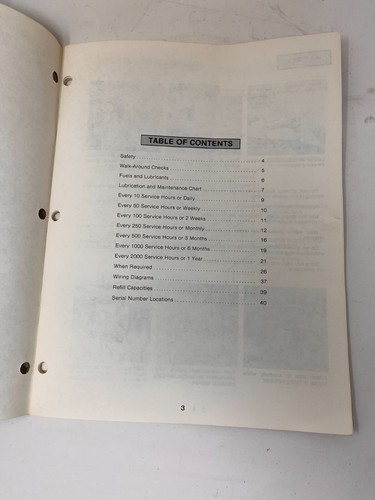 TABLE OF CONTENTS
Safety 4
Walk-Around Checks 5
Fuels and Lubricants 6
Lubrication and Maintenance Chart 7
Every 10 Service Hours or Daily 9
Every 50 Service Hours or Weekly 10
Every 100 Service Hours or 2 Weeks 11
Every 250 Service Hours or Monthly 12
Every 500 Service Hours or 3 Months 16
Every 1000 Service Hours or 6 Months 19
Every 2000 Service Hours or 1 Year 21
When Required 26
Wiring Diagrams 37
Refill Capacities 39
Serial Number Locations 40
3